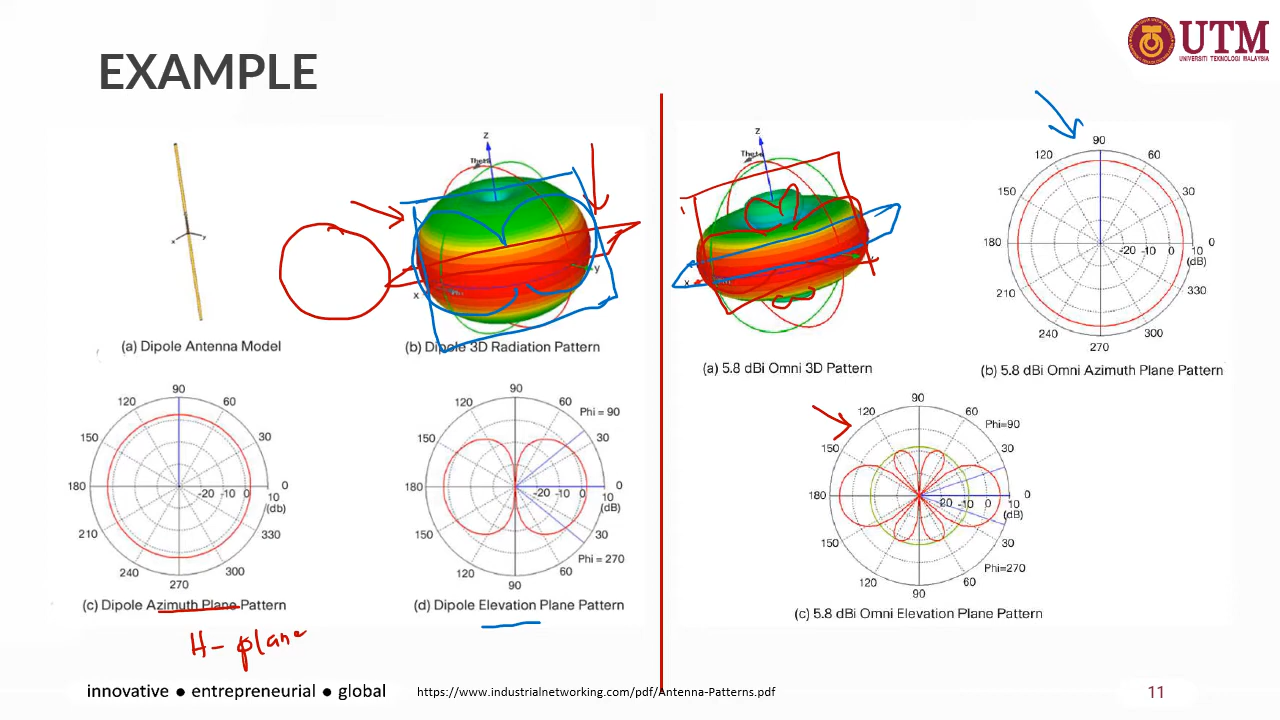 EXAMPLE
UTM
UNIVERSITI TEKNOLOGI MALAYSIA
z
Theta
x
y
(a) Dipole Antenna Model
x
y
(b) Dipole 3D Radiation Pattern
90
120
60
150
30
180
-20 -10 0
0
10
(db)
210
330
240
300
270
(c) Dipole Azimuth Plane Pattern
H- plane
90
120
60
Phi = 90
150
30
180
-20 -10 0
0
10
(dB)
150
30
Phi = 270
120
60
90
(d) Dipole Elevation Plane Pattern
z
Theta
x
(a) 5.8 dBi Omni 3D Pattern
90
120
60
150
30
180
-20 -10 0
0
10
(dB)
210
330
240
300
270
(b) 5.8 dBi Omni Azimuth Plane Pattern
90
120
60
Phi=90
150
30
180
-20 -10 0
0
10
(dB)
150
30
Phi=270
120
60
90
(c) 5.8 dBi Omni Elevation Plane Pattern
innovative ● entrepreneurial ● global
https://www.industrialnetworking.com/pdf/Antenna-Patterns.pdf
11